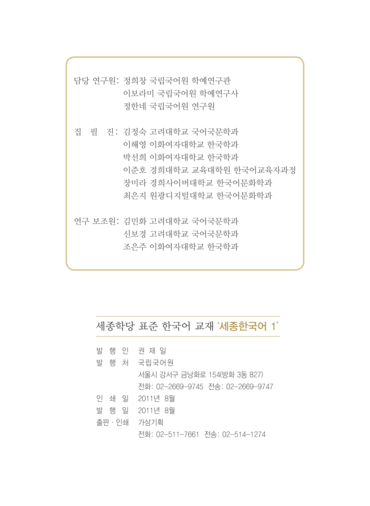 담당 연구원: 정희창 국립국어원 학예연구관
이보라미 국립국어원 학예연구사
정한데 국립국어원 연구원
집 필 진: 김정숙 고려대학교 국어국문학과
이해영 이화여자대학교 한국학과
박선희 이화여자대학교 한국학과
이준호 경희대학교 교육대학원 한국어교육자과정
장미라 경희사이버대학교 한국어문화학과
최은지 원광디지털대학교 한국어문화학과
연구 보조원: 김민화 고려대학교 국어국문학과
신보경 고려대학교 국어국문학과
조은주 이화여자대학교 한국학과
세종학당 표준 한국어 교재 '세종한국어 1'
발 행 인 권 재 일
발 행 처 국립국어원
서울시 강서구 금낭화로 154(방화 3동 827)
전화: 02-2669-9745 전송: 02-2669-9747
인 쇄 일 2011년 8월
발 행 일 2011년 8월
출판·인쇄 가삼기획
전화: 02-511-7661 전송: 02-514-1274